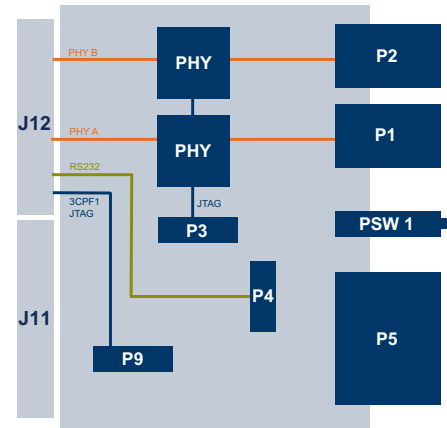 PHY B
PHY
P2
J12
PHY A
PHY
P1
RS232
3CPF1
JTAG
JTAG
P3
PSW 1
P4
J11
P5
P9